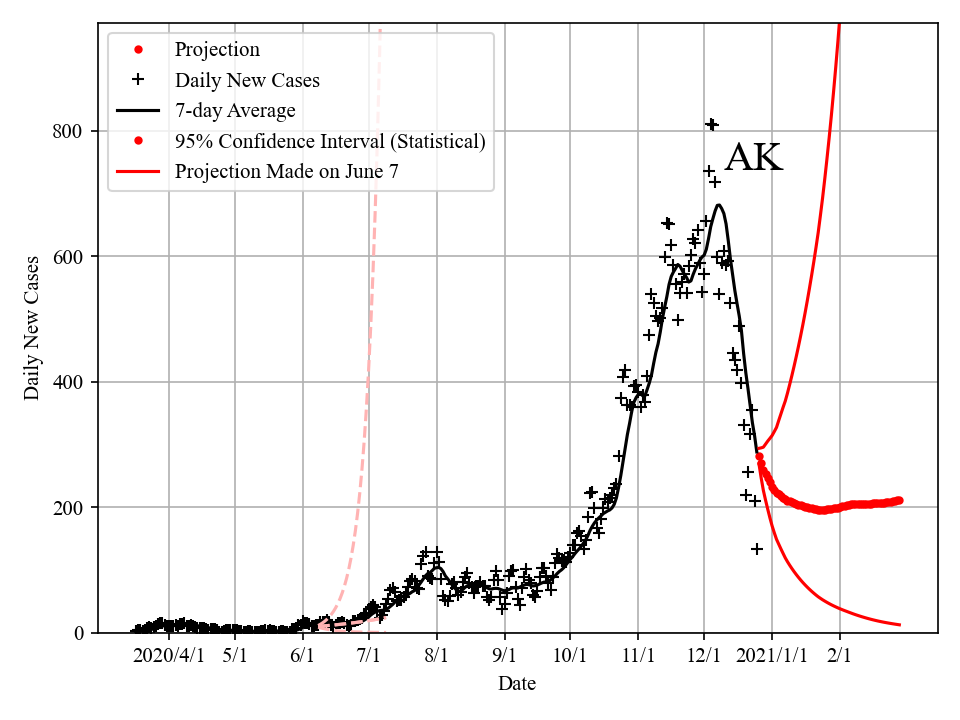 Projection
Daily New Cases
7-day Average
95% Confidence Interval (Statistical)
Projection Made on June 7
AK
800
600
400
200
0
Daily New Cases
2020/4/1 5/1 6/1 7/1 8/1 9/1 10/1 11/1 12/1 2021/1/1 2/1
Date